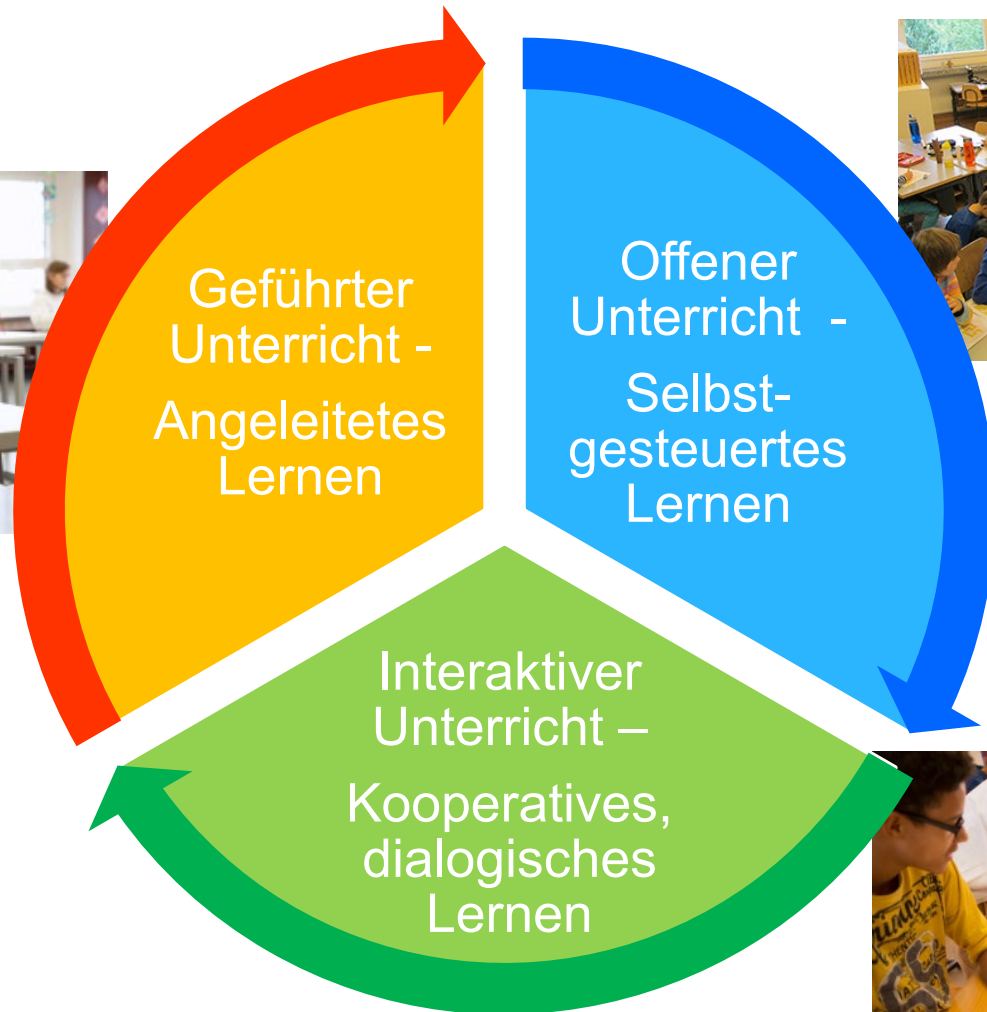 Geführter
Unterricht -
Angeleitetes
Lernen
Offener
Unterricht -
Selbst-
gesteuertes
Lernen
Interaktiver
Unterricht –
Kooperatives,
dialogisches
Lernen